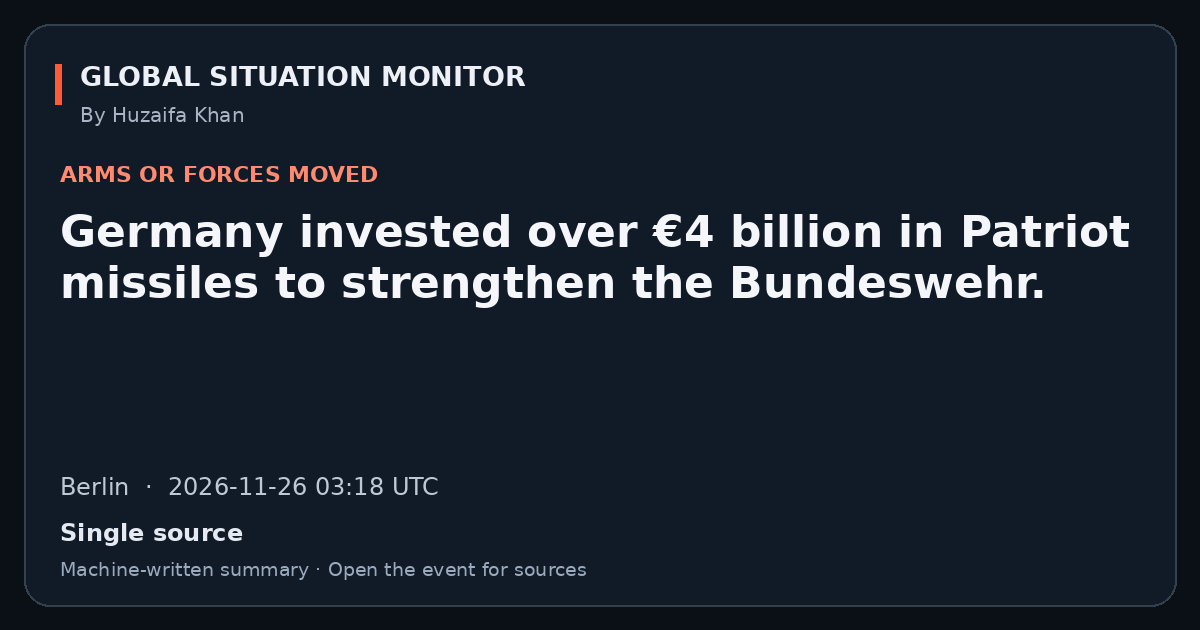 GLOBAL SITUATION MONITOR
By Huzaifa Khan
ARMS OR FORCES MOVED
Germany invested over €4 billion in Patriot
missiles to strengthen the Bundeswehr.
Berlin · 2026-11-26 03:18 UTC
Single source
Machine-written summary · Open the event for sources